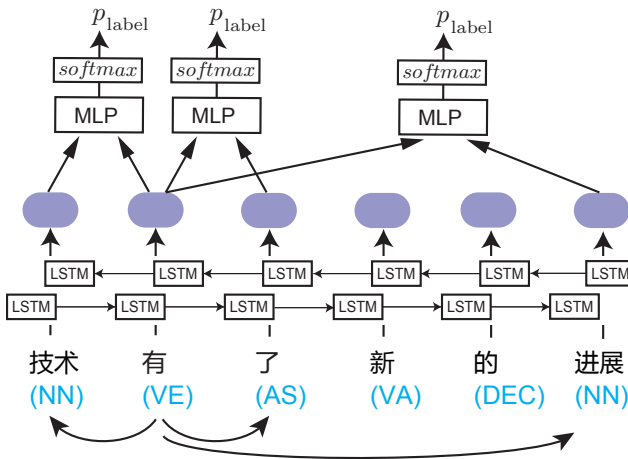 p_label p_label p_label
softmax softmax softmax
MLP MLP MLP
LSTM LSTM LSTM LSTM LSTM LSTM
LSTM LSTM LSTM LSTM LSTM LSTM
技术 有 了 新 的 进展
(NN) (VE) (AS) (VA) (DEC) (NN)